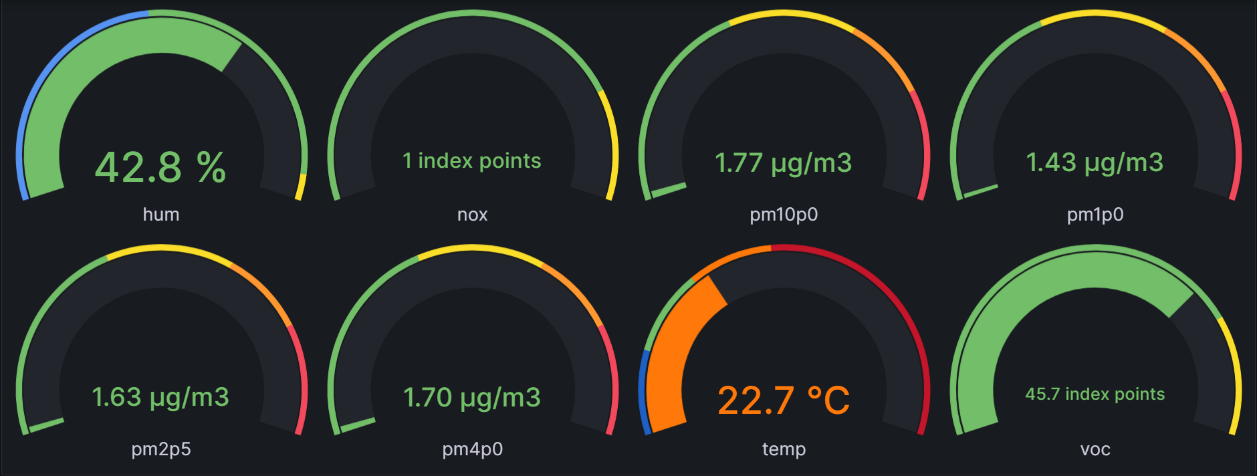 42.8 %
hum
1 index points
nox
1.77 µg/m3
pm10p0
1.43 µg/m3
pm1p0
1.63 µg/m3
pm2p5
1.70 µg/m3
pm4p0
22.7 °C
temp
45.7 index points
voc